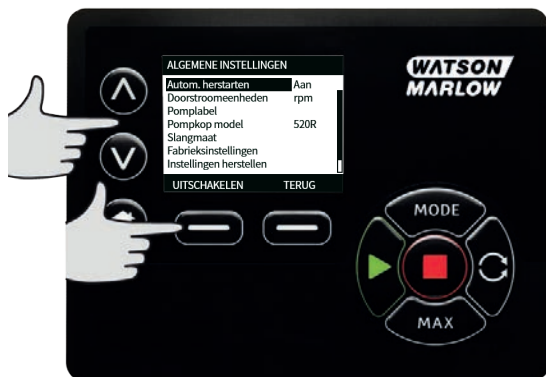 ALGEMENE INSTELLINGEN
Autom. herstarten Aan
Doorstroomeenheden rpm
Pomplabel
Pompkop model 520R
Slangmaat
Fabrieksinstellingen
Instellingen herstellen
UITSCHAKELEN TERUG
WATSON
MARLOW
MODE
MAX